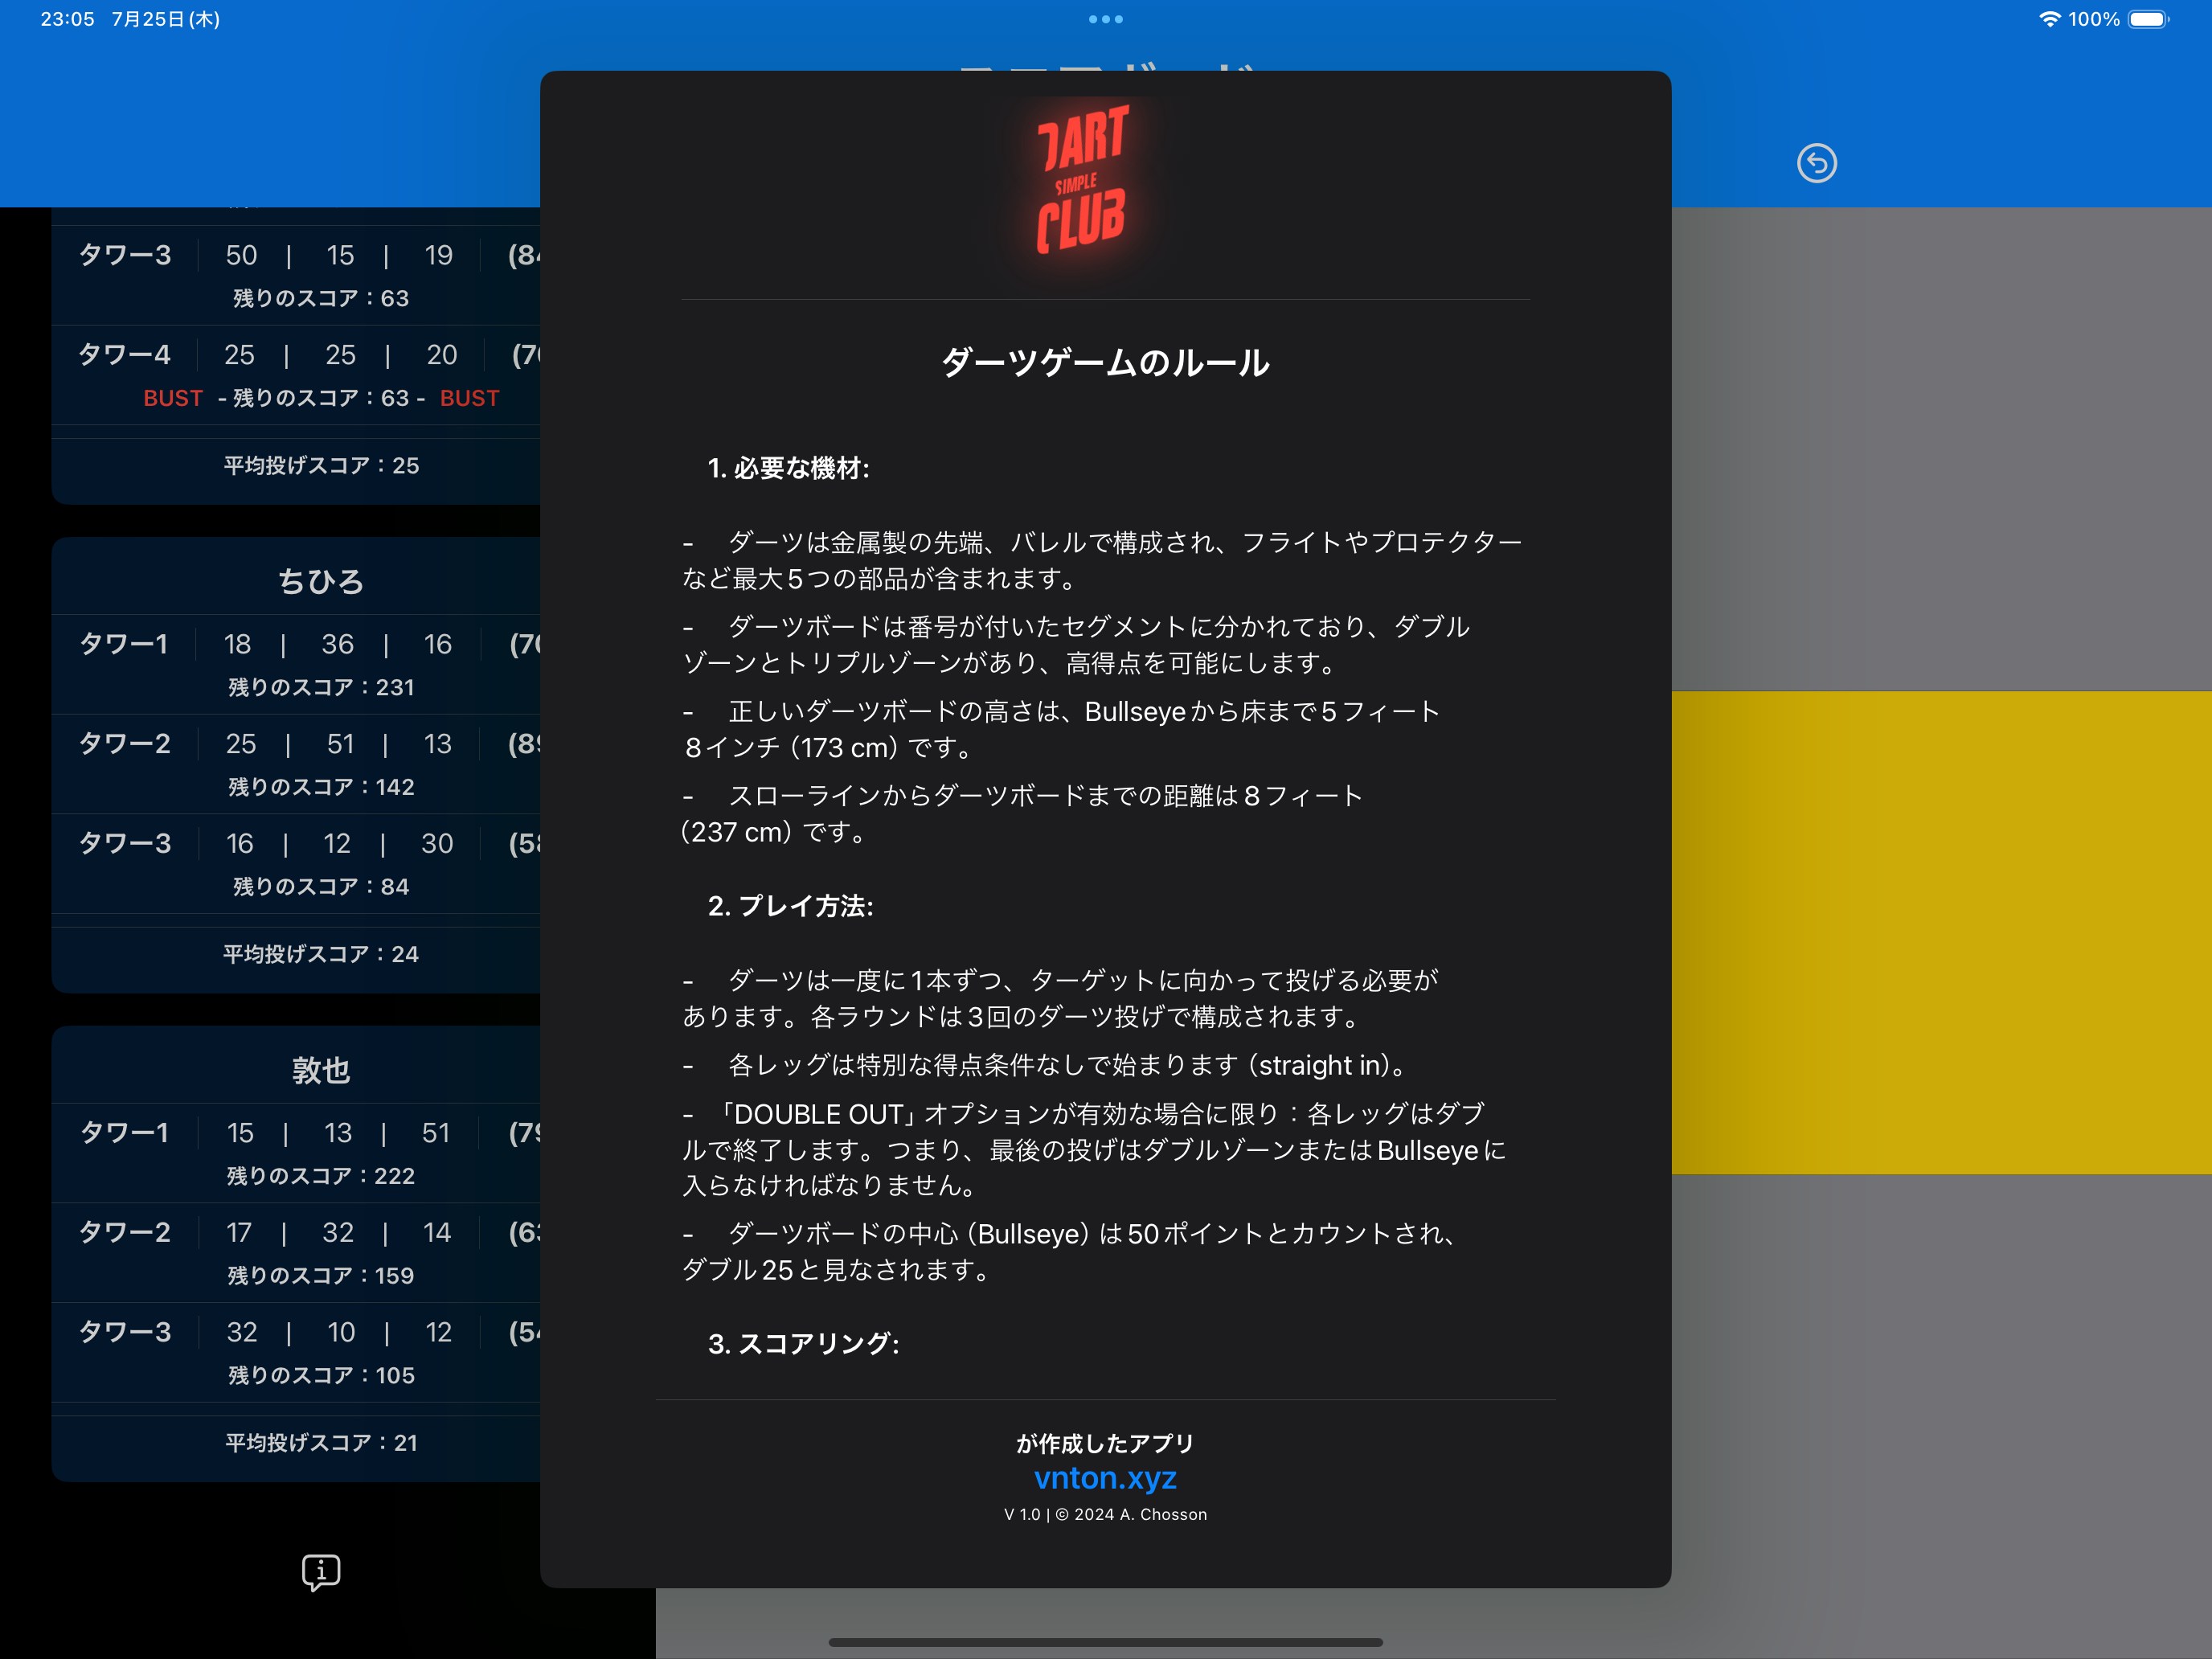 23:05 7月25日(木)
100%
DART
SIMPLE
CLUB
ダーツゲームのルール
1. 必要な機材:
- ダーツは金属製の先端、バレルで構成され、フライトやプロテクター
など最大5つの部品が含まれます。
- ダーツボードは番号が付いたセグメントに分かれており、ダブル
ゾーンとトリプルゾーンがあり、高得点を可能にします。
- 正しいダーツボードの高さは、Bullseyeから床まで5フィート
8インチ（173 cm）です。
- スローラインからダーツボードまでの距離は8フィート
（237 cm）です。
2. プレイ方法:
- ダーツは一度に1本ずつ、ターゲットに向かって投げる必要が
あります。各ラウンドは3回のダーツ投げで構成されます。
- 各レッグは特別な得点条件なしで始まります（straight in）。
- 「DOUBLE OUT」オプションが有効な場合に限り：各レッグはダブ
ルで終了します。つまり、最後の投げはダブルゾーンまたはBullseyeに
入らなければなりません。
- ダーツボードの中心（Bullseye）は50ポイントとカウントされ、
ダブル25と見なされます。
3. スコアリング:
が作成したアプリ
vnton.xyz
V 1.0 | © 2024 A. Chosson
タワー3 50 | 15 | 19
残りのスコア：63
タワー4 25 | 25 | 20
BUST - 残りのスコア：63 - BUST
平均投げスコア：25
ちひろ
タワー1 18 | 36 | 16
残りのスコア：231
タワー2 25 | 51 | 13
残りのスコア：142
タワー3 16 | 12 | 30
残りのスコア：84
平均投げスコア：24
敦也
タワー1 15 | 13 | 51
残りのスコア：222
タワー2 17 | 32 | 14
残りのスコア：159
タワー3 32 | 10 | 12
残りのスコア：105
平均投げスコア：21